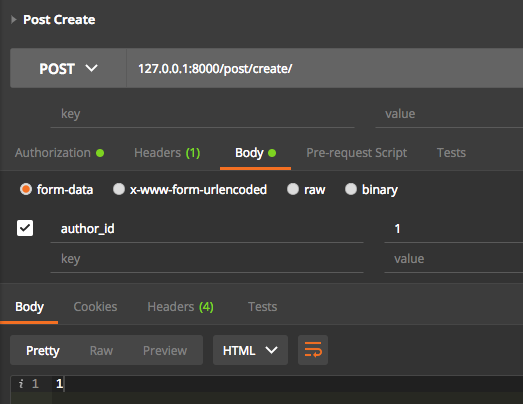 Post Create
POST 127.0.0.1:8000/post/create/
key value
Authorization Headers (1) Body Pre-request Script Tests
form-data x-www-form-urlencoded raw binary
author_id 1
key value
Body Cookies Headers (4) Tests
Pretty Raw Preview HTML
i 1 1